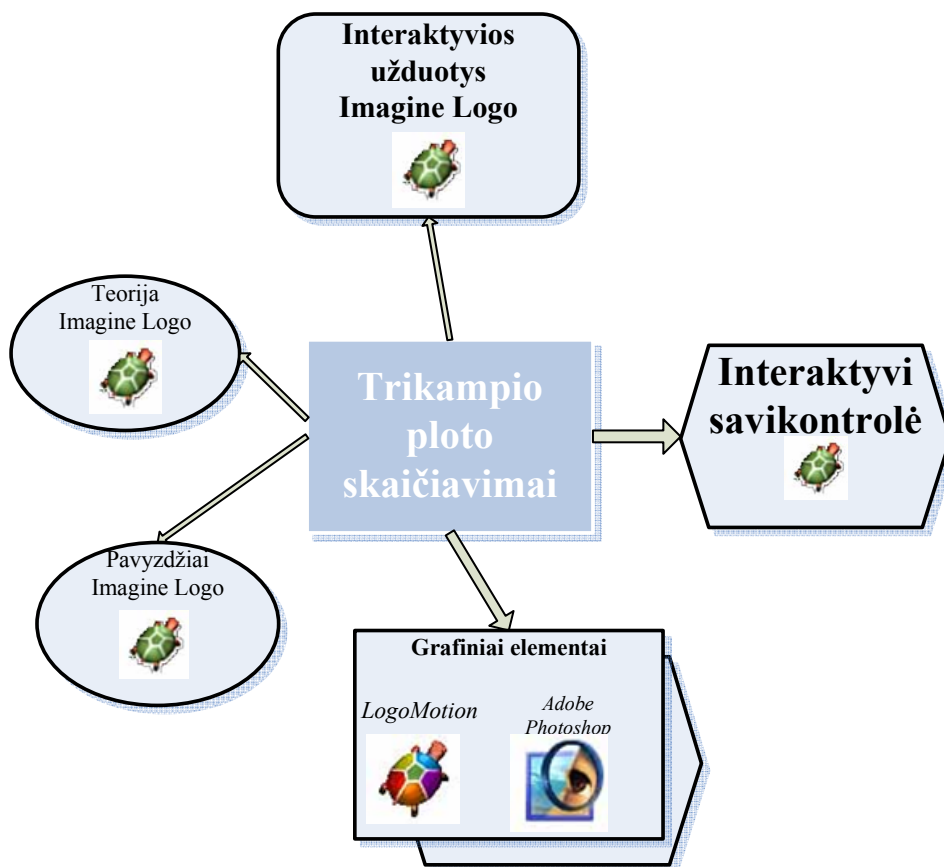 Interaktyvios
užduotys
Imagine Logo
Teorija
Imagine Logo
Trikampio
ploto
skaičiavimai
Interaktyvi
savikontrolė
Pavyzdžiai
Imagine Logo
Grafiniai elementai
LogoMotion
Adobe
Photoshop